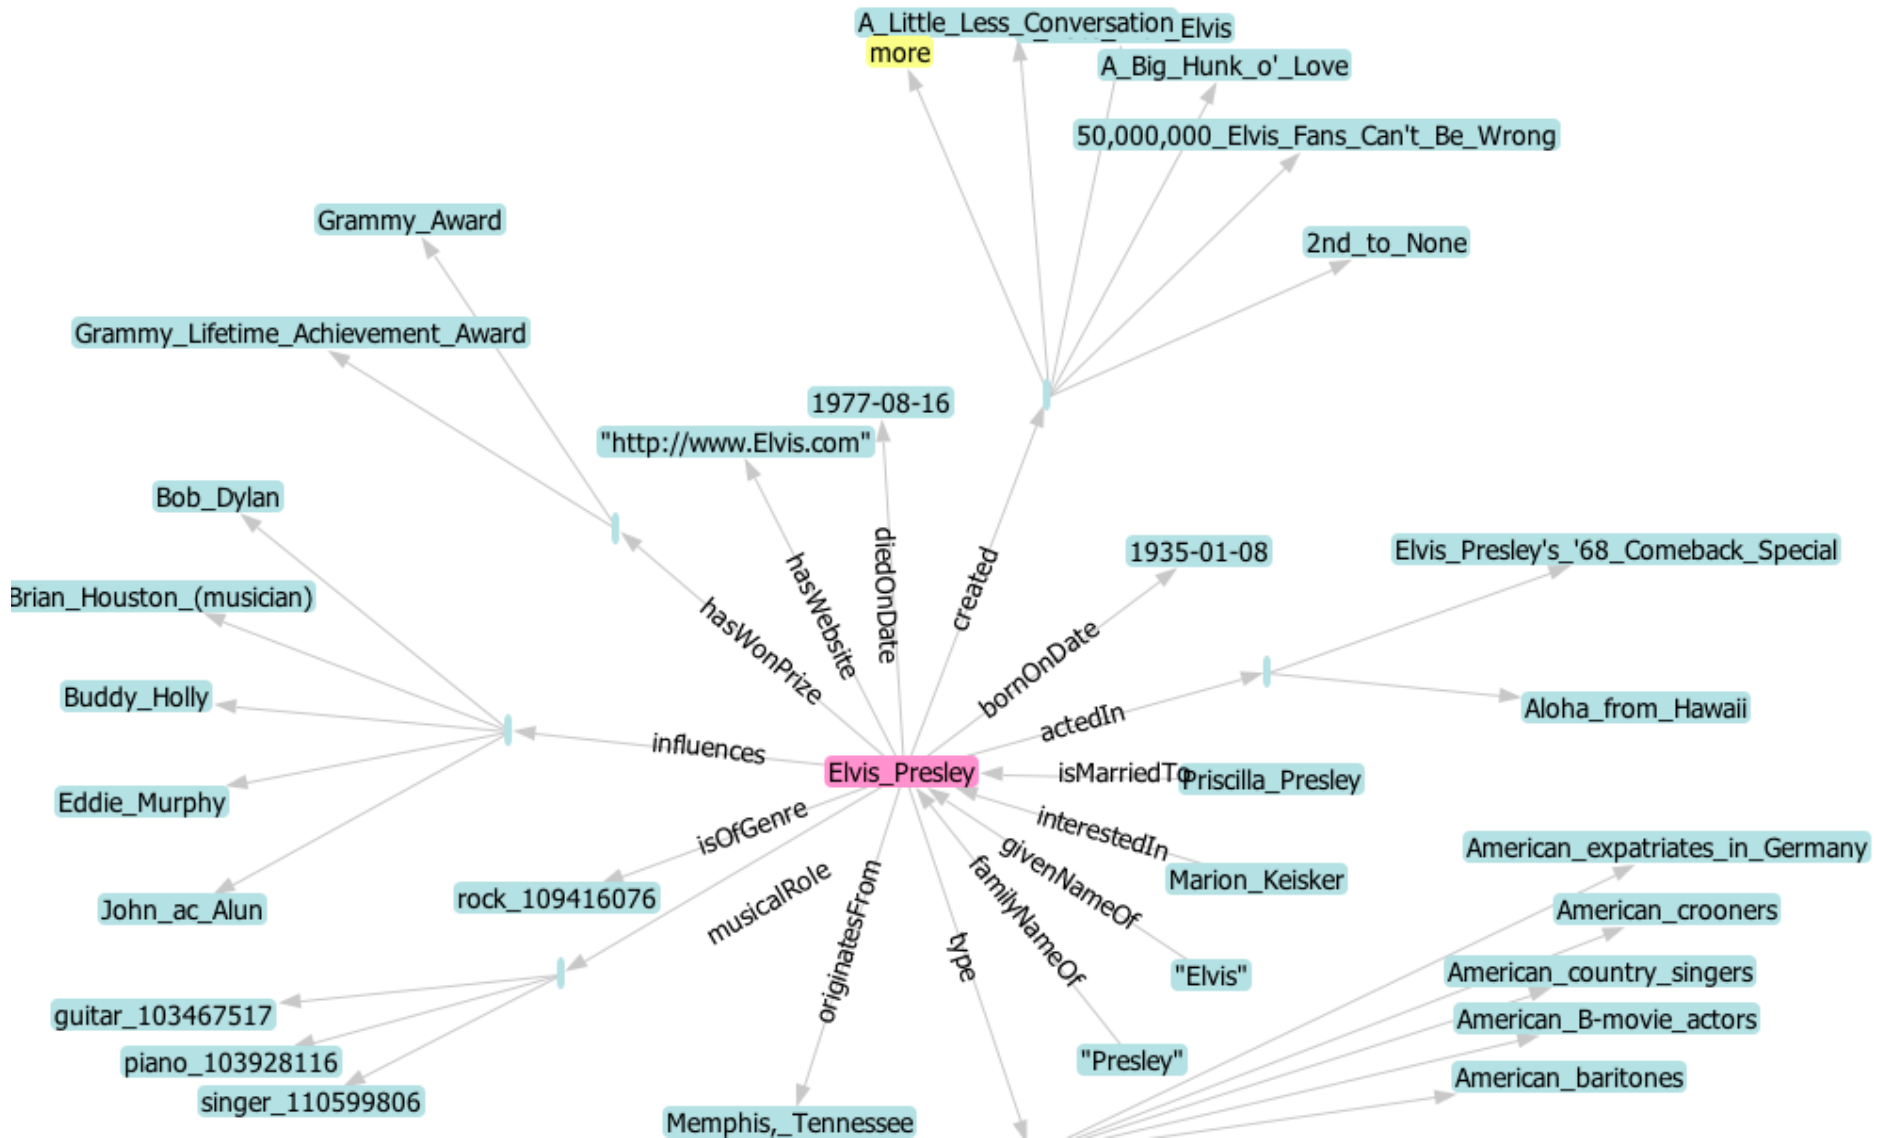 A_Little_Less_Conversation
_Elvis
more
A_Big_Hunk_o'_Love
50,000,000_Elvis_Fans_Can't_Be_Wrong
Grammy_Award
2nd_to_None
Grammy_Lifetime_Achievement_Award
1977-08-16
"http://www.Elvis.com"
Bob_Dylan
diedOnDate
hasWebsite
created
1935-01-08
Elvis_Presley's_'68_Comeback_Special
Brian_Houston_(musician)
hasWonPrize
bornOnDate
Buddy_Holly
actedIn
Aloha_from_Hawaii
influences
Elvis_Presley
isMarriedTo
Priscilla_Presley
Eddie_Murphy
isOfGenre
interestedIn
givenNameOf
American_expatriates_in_Germany
rock_109416076
musicalRole
originatesFrom
familyNameOf
Marion_Keisker
John_ac_Alun
American_crooners
type
"Elvis"
American_country_singers
guitar_103467517
American_B-movie_actors
piano_103928116
"Presley"
American_baritones
singer_110599806
Memphis,_Tennessee